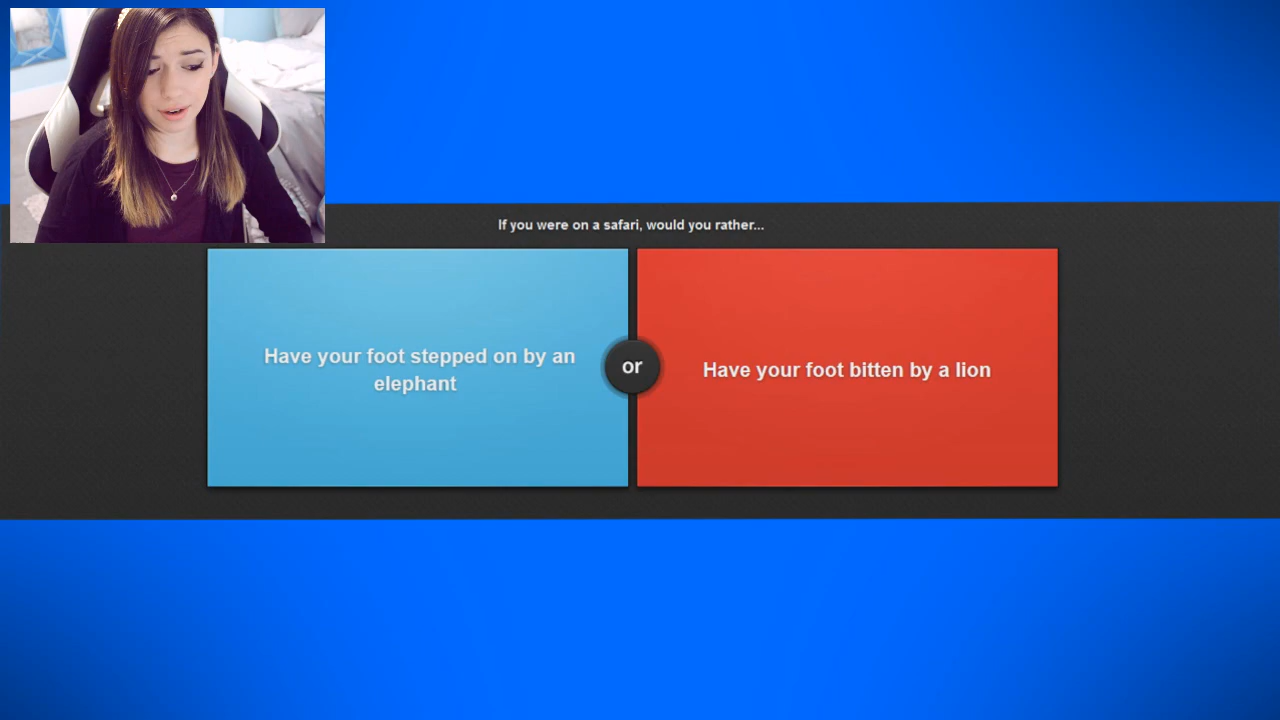 If you were on a safari, would you rather...
Have your foot stepped on by an
elephant
or
Have your foot bitten by a lion